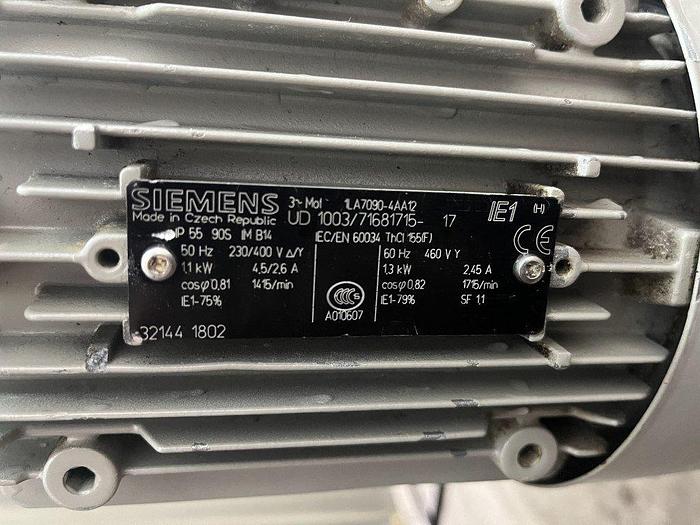 SIEMENS 3~ Mot 1LA7090-4AA12 IE1 (H)
Made in Czech Republic UD 1003/71681715- 17
IP 55 90S IM B14 IEC/EN 60034 ThCl 155(F) CE
50 Hz 230/400 V Δ/Y 60 Hz 460 V Y
1,1 kW 4,5/2,6 A 1,3 kW 2,45 A
cosφ 0,81 1415/min cosφ 0,82 1715/min
IE1-75% CCC S IE1-79% SF 1,1
A010607
32144 1802